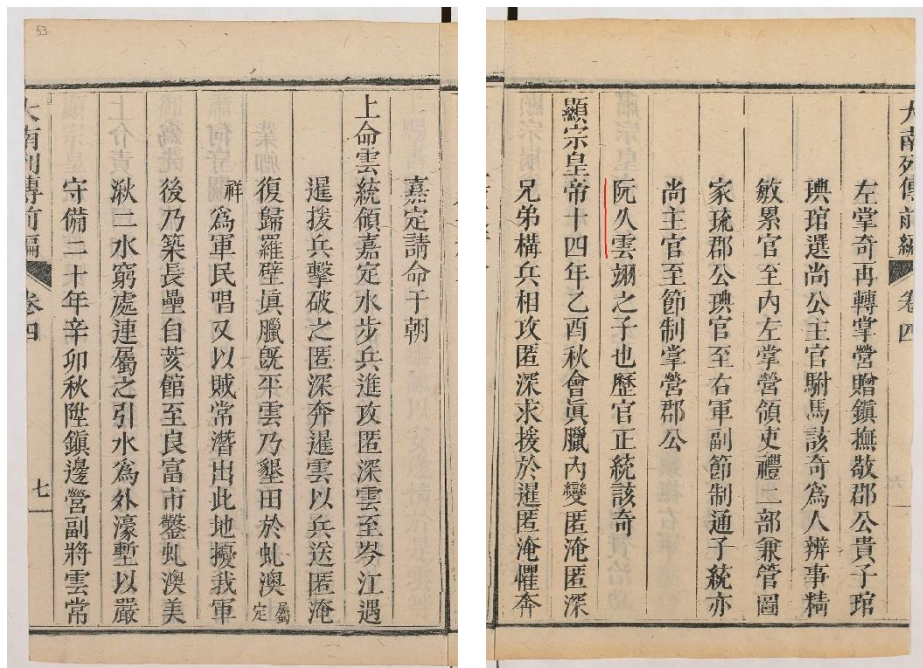 大南列傳前編 卷四
左掌奇再轉掌營贈鎮撫敬郡公貴子琯
琠琯選尚公主官駙馬該奇爲人辨事精
敏累官至內左掌營領吏禮二部兼管圖
家琉郡公琠官至右軍副節制通子統亦
尚主官至節制掌營郡公
阮久雲翊之子也歷官正統該奇
顯宗皇帝十四年乙酉秋會眞臘內變匿淹匿深
兄弟構兵相攻匿深求援於暹匿淹懼奔
嘉定請命于朝
上命雲統領嘉定水步兵進攻匿深雲至岑江遇
暹援兵擊破之匿深奔暹雲以兵送匿淹
復歸羅壁眞臘旣平雲乃墾田於虬澳屬定
祥爲軍民唱又以賊常潛出此地擾我軍
後乃築長壘自荄館至良富市鑿虬澳美
湫二水窮處連屬之引水爲外濠塹以嚴
守備二十年辛卯秋陞鎮邊營副將雲常
大南列傳前編 卷四 七
53